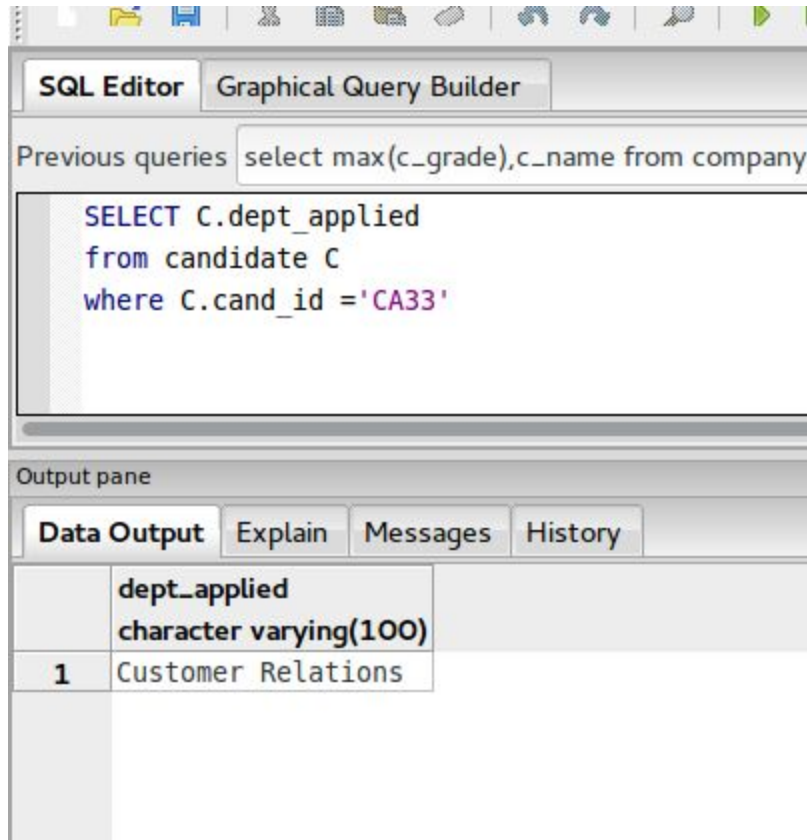 SQL Editor Graphical Query Builder
Previous queries select max(c_grade),c_name from company
SELECT C.dept_applied
from candidate C
where C.cand_id ='CA33'
Output pane
Data Output Explain Messages History
dept_applied
character varying(100)
1 Customer Relations